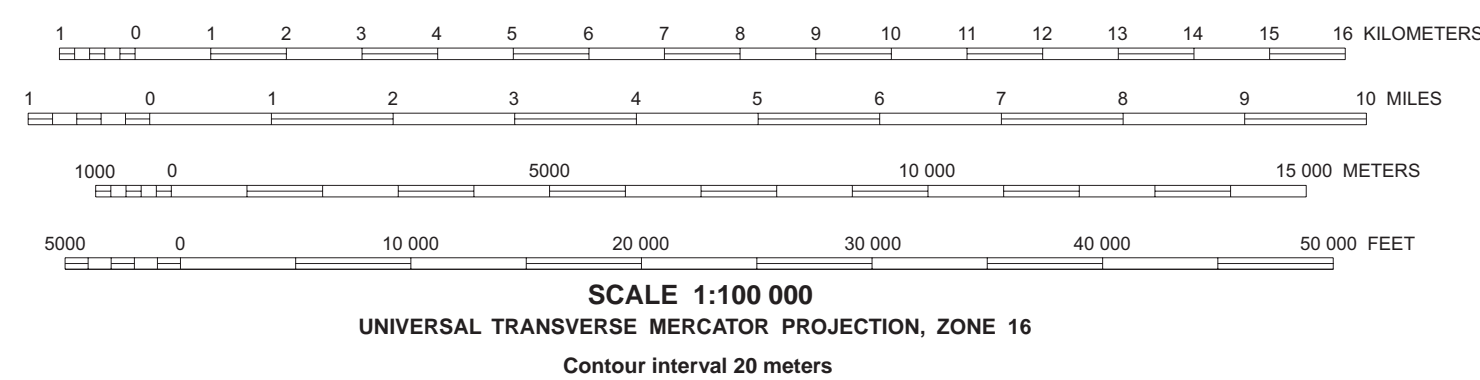 1 0 1 2 3 4 5 6 7 8 9 10 11 12 13 14 15 16 KILOMETERS
1 0 1 2 3 4 5 6 7 8 9 10 MILES
1000 0 5000 10 000 15 000 METERS
5000 0 10 000 20 000 30 000 40 000 50 000 FEET
SCALE 1:100 000
UNIVERSAL TRANSVERSE MERCATOR PROJECTION, ZONE 16
Contour interval 20 meters